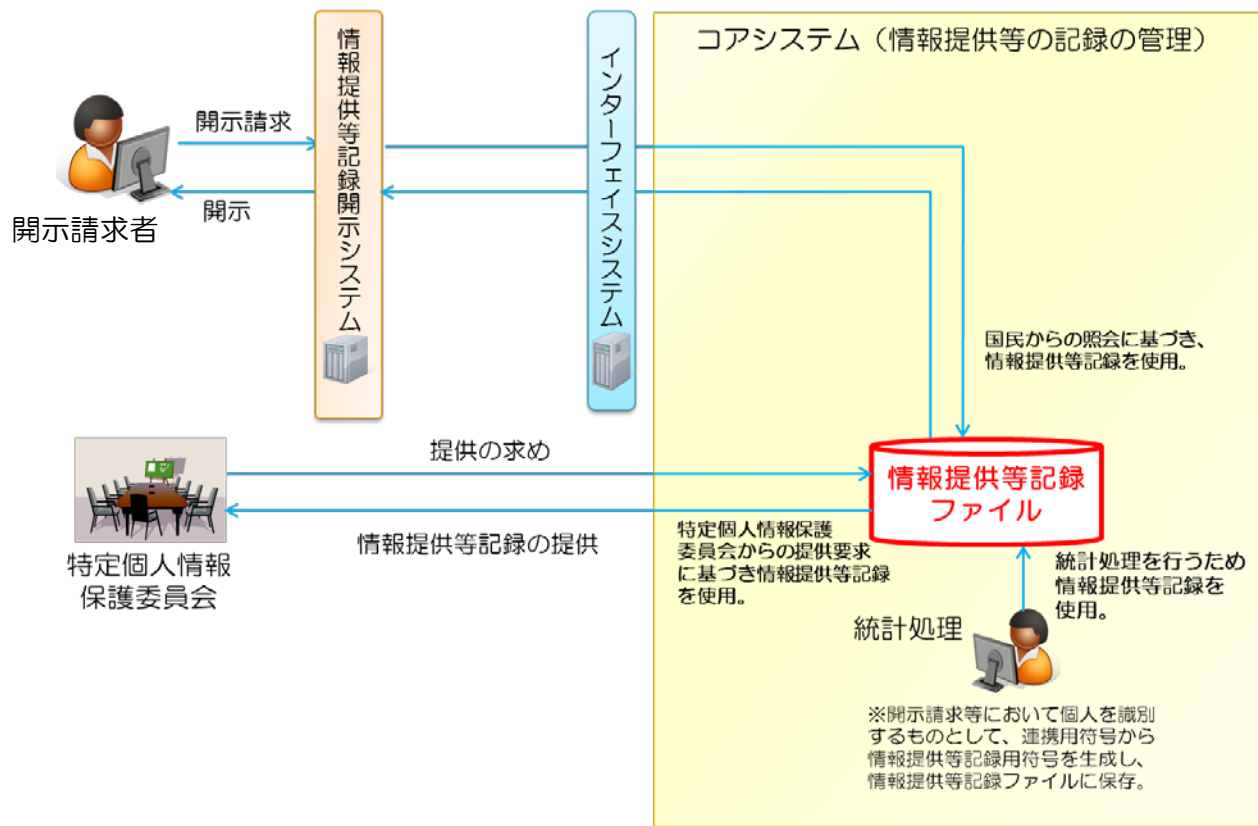 コアシステム（情報提供等の記録の管理）
情報提供等記録開示システム
インターフェイスシステム
開示請求
開示
開示請求者
国民からの照会に基づき、
情報提供等記録を使用。
提供の求め
情報提供等記録
ファイル
情報提供等記録の提供
特定個人情報保護
委員会からの提供要求
に基づき情報提供等記録
を使用。
特定個人情報
保護委員会
統計処理を行うため
情報提供等記録を
使用。
統計処理
※開示請求等において個人を識別
するものとして、連携用符号から
情報提供等記録用符号を生成し、
情報提供等記録ファイルに保存。